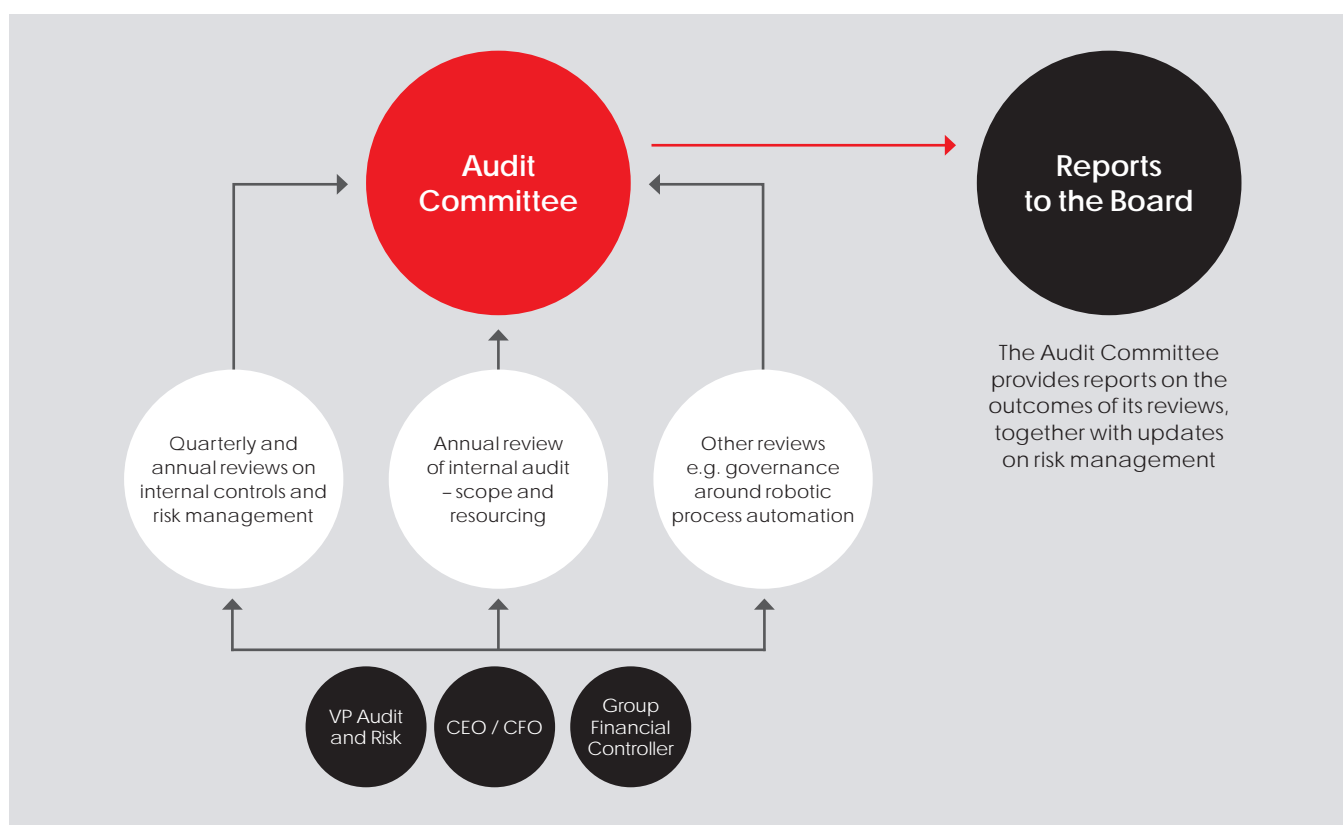 Audit
Committee
Reports
to the Board
The Audit Committee
provides reports on the
outcomes of its reviews,
together with updates
on risk management
Quarterly and
annual reviews on
internal controls and
risk management
Annual review
of internal audit
– scope and
resourcing
Other reviews
e.g. governance
around robotic
process automation
VP Audit
and Risk
CEO / CFO
Group
Financial
Controller